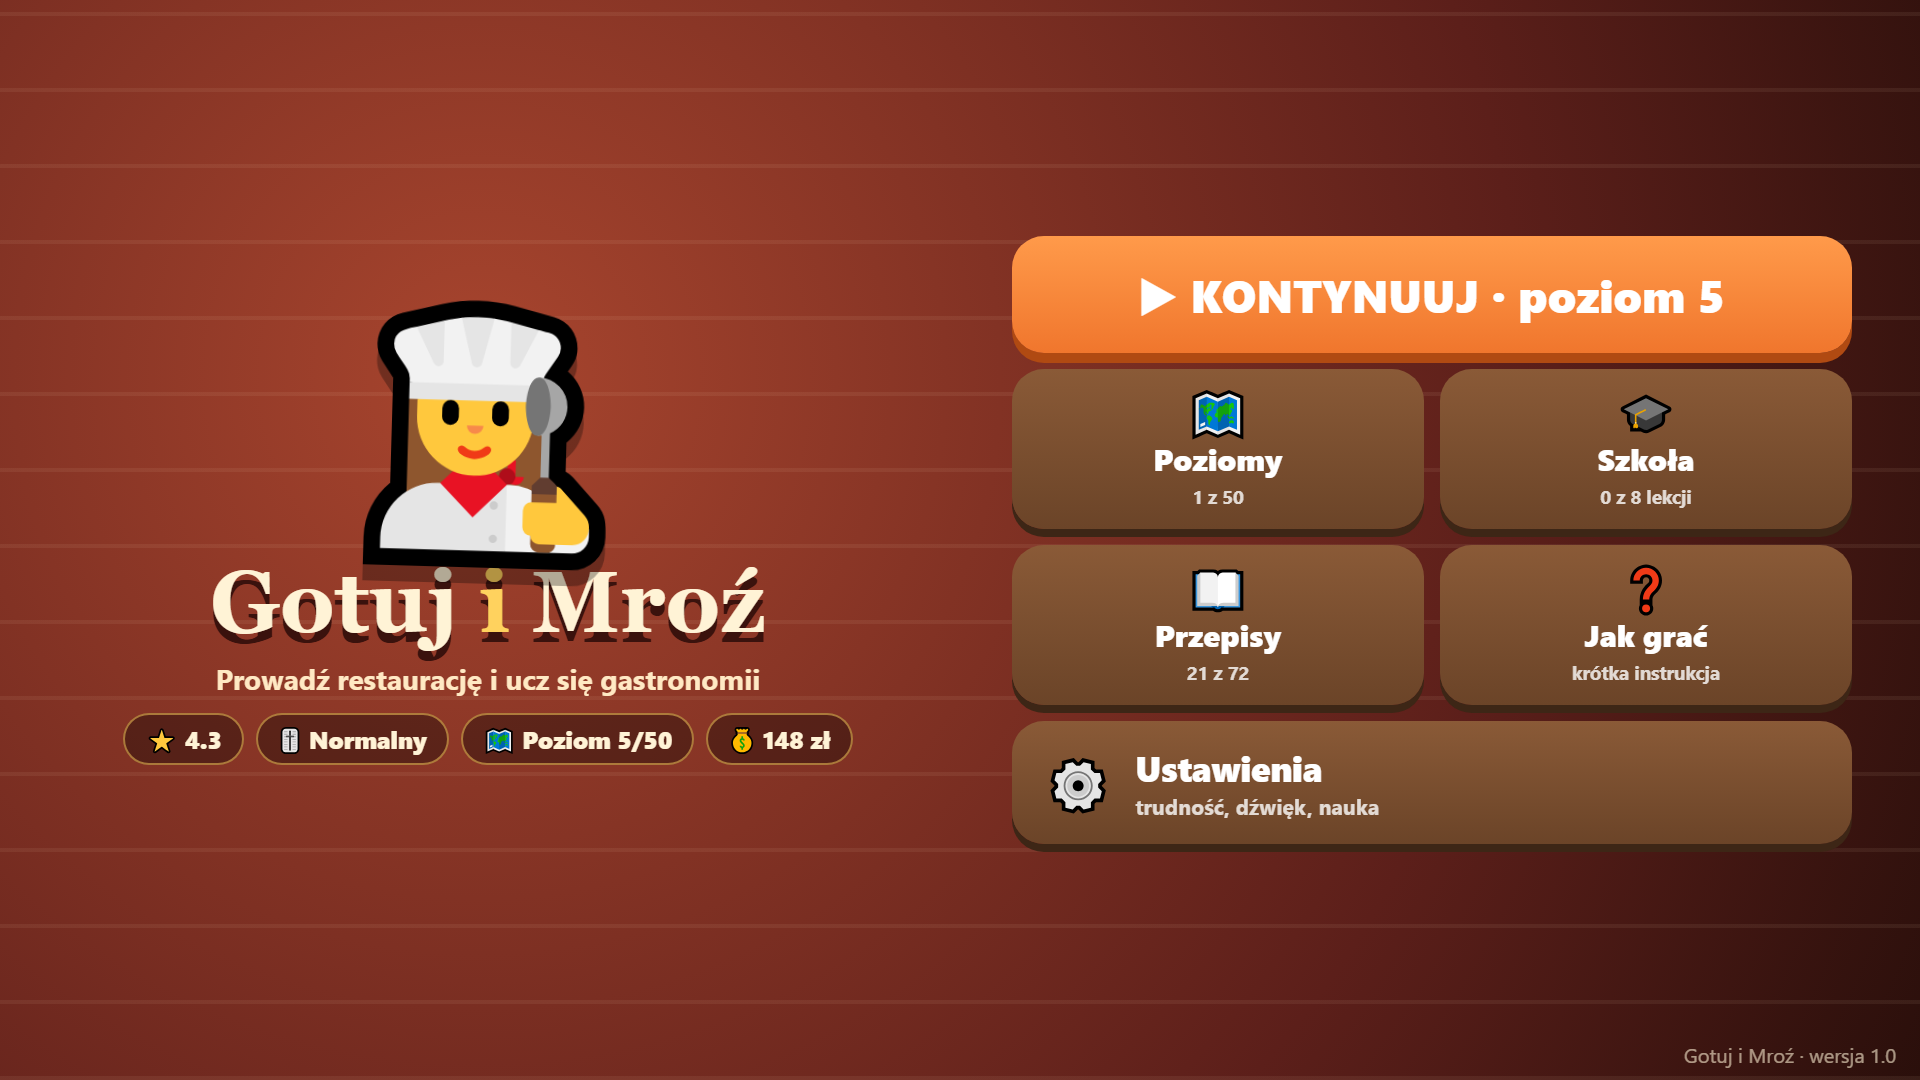 Gotuj i Mroź
Prowadź restaurację i ucz się gastronomii
4.3
Normalny
Poziom 5/50
148 zł
KONTYNUUJ · poziom 5
Poziomy
1 z 50
Szkoła
0 z 8 lekcji
Przepisy
21 z 72
Jak grać
krótka instrukcja
Ustawienia
trudność, dźwięk, nauka
Gotuj i Mroź · wersja 1.0